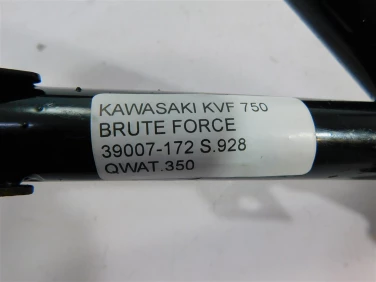 KAWASAKI KVF 750
BRUTE FORCE
39007-172 S.928
QWAT.350